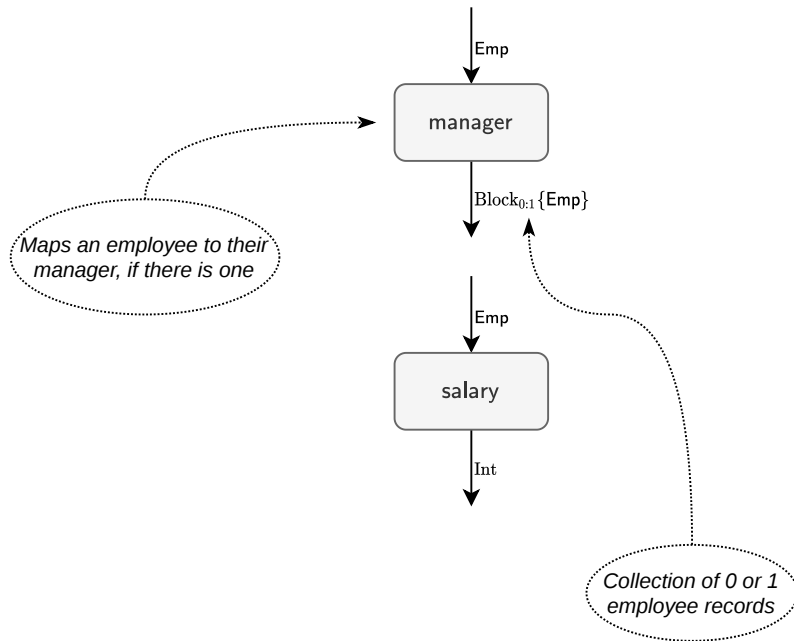 Emp
manager
Block₀:₁{Emp}
Maps an employee to their
manager, if there is one
Emp
salary
Int
Collection of 0 or 1
employee records